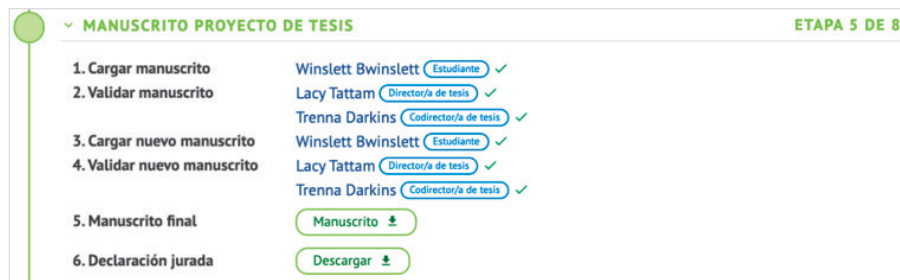 MANUSCRITO PROYECTO DE TESIS ETAPA 5 DE 8
1. Cargar manuscrito Winslett Bwinslett Estudiante
2. Validar manuscrito Lacy Tattam Director/a de tesis
Trenna Darkins Codirector/a de tesis
3. Cargar nuevo manuscrito Winslett Bwinslett Estudiante
4. Validar nuevo manuscrito Lacy Tattam Director/a de tesis
Trenna Darkins Codirector/a de tesis
5. Manuscrito final Manuscrito
6. Declaración jurada Descargar